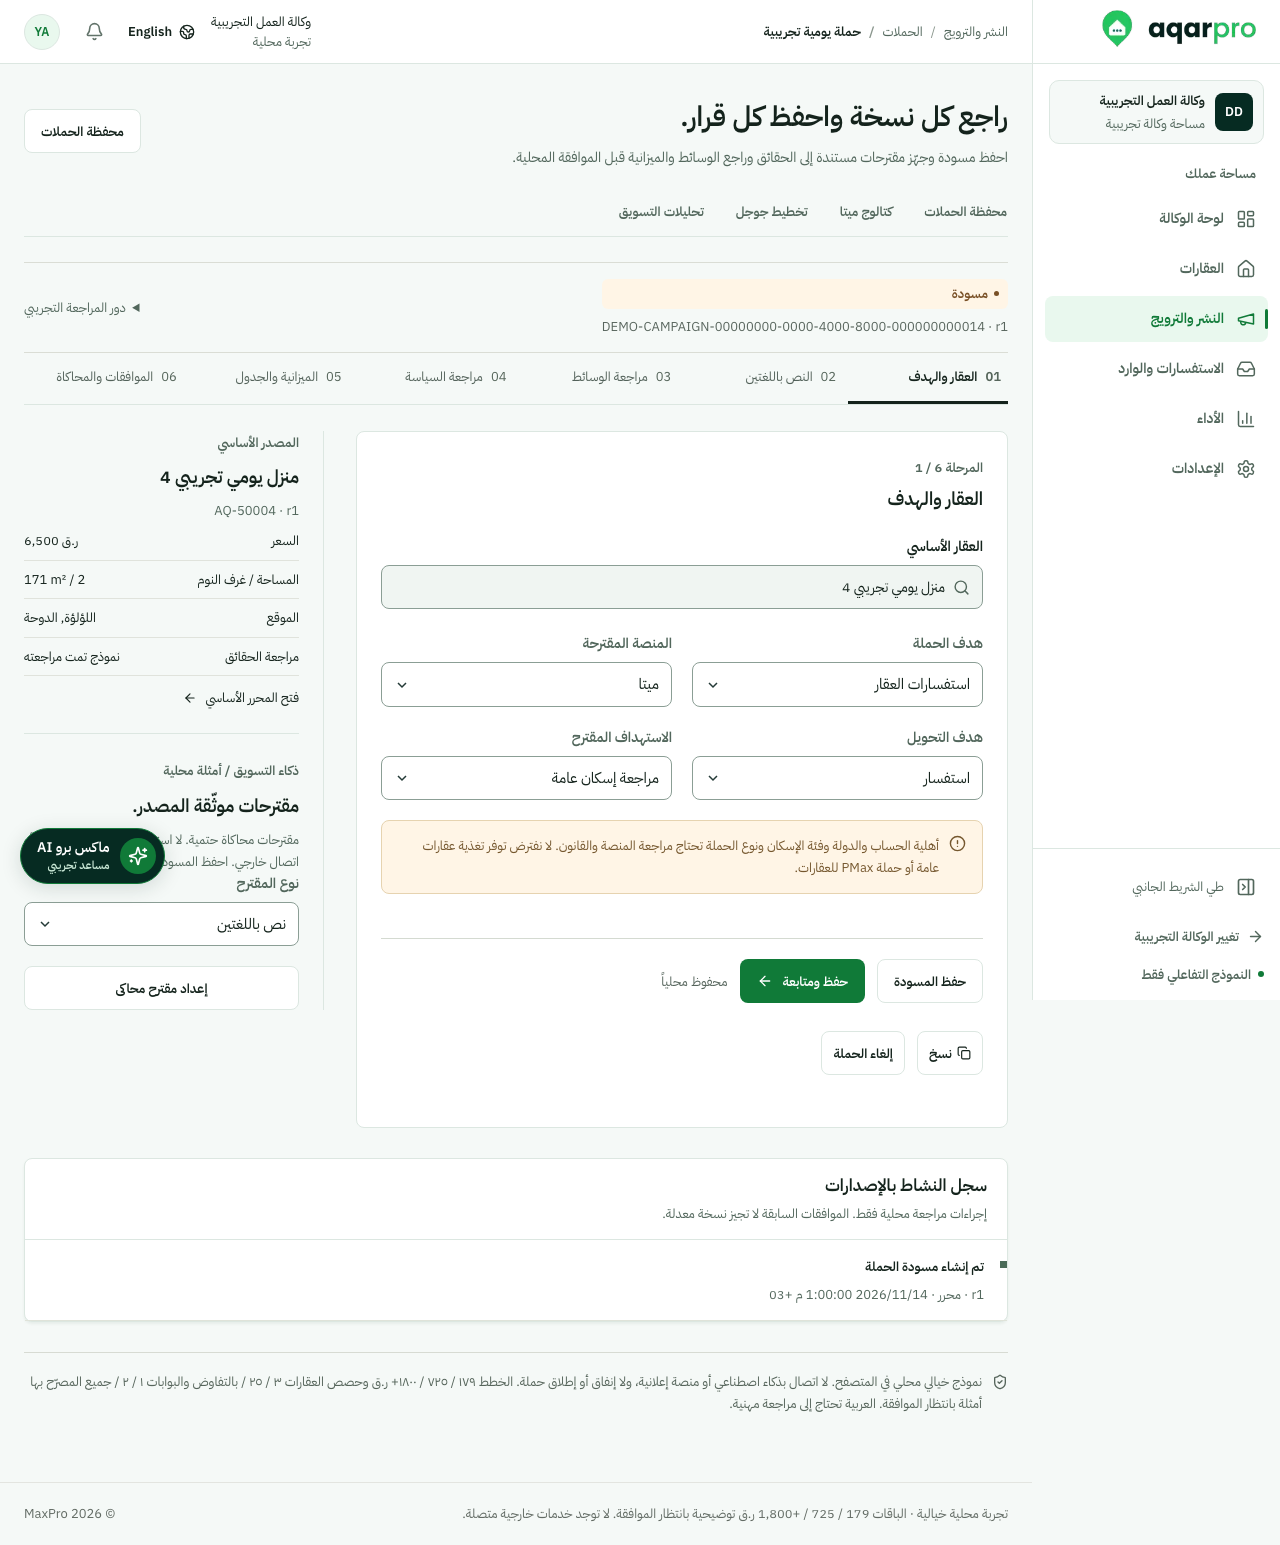 aqarpro
النشر والترويج / الحملات / حملة يومية تجريبية
وكالة العمل التجريبية
تجربة محلية
English
YA
DD
وكالة العمل التجريبية
مساحة وكالة تجريبية
مساحة عملك
لوحة الوكالة
العقارات
النشر والترويج
الاستفسارات والوارد
الأداء
الإعدادات
طي الشريط الجانبي
تغيير الوكالة التجريبية
النموذج التفاعلي فقط
راجع كل نسخة واحفظ كل قرار.
احفظ مسودة وجهّز مقترحات مستندة إلى الحقائق وراجع الوسائط والميزانية قبل الموافقة المحلية.
محفظة الحملات
محفظة الحملات
كتالوج ميتا
تخطيط جوجل
تحليلات التسويق
مسودة
DEMO-CAMPAIGN-00000000-0000-4000-8000-000000000014 · r1
دور المراجعة التجريبي
01 العقار والهدف
02 النص باللغتين
03 مراجعة الوسائط
04 مراجعة السياسة
05 الميزانية والجدول
06 الموافقات والمحاكاة
المرحلة 6 / 1
العقار والهدف
العقار الأساسي
منزل يومي تجريبي 4
هدف الحملة
المنصة المقترحة
استفسارات العقار
ميتا
هدف التحويل
الاستهداف المقترح
استفسار
مراجعة إسكان عامة
أهلية الحساب والدولة وفئة الإسكان ونوع الحملة تحتاج مراجعة المنصة والقانون. لا نفترض توفر تغذية عقارات
عامة أو حملة PMax للعقارات.
حفظ المسودة
حفظ ومتابعة
محفوظ محلياً
نسخ
إلغاء الحملة
المصدر الأساسي
منزل يومي تجريبي 4
AQ-50004 · r1
السعر
6,500 ر.ق
المساحة / غرف النوم
171 m² / 2
الموقع
اللؤلؤة, الدوحة
مراجعة الحقائق
نموذج تمت مراجعته
فتح المحرر الأساسي
ذكاء التسويق / أمثلة محلية
مقترحات موثّقة المصدر.
مقترحات محاكاة حتمية. لا
اتصال خارجي. احفظ المسودة
ماكس برو AI
مساعد تجريبي
نوع المقترح
نص باللغتين
إعداد مقترح محاكى
سجل النشاط بالإصدارات
إجراءات مراجعة محلية فقط. الموافقات السابقة لا تجيز نسخة معدلة.
تم إنشاء مسودة الحملة
r1 · محرر · 2026/11/14 1:00:00 م +03
نموذج خيالي محلي في المتصفح. لا اتصال بذكاء اصطناعي أو منصة إعلانية، ولا إنفاق أو إطلاق حملة. الخطط ١٧٩ / ٧٢٥ / ١٨٠٠+ ر.ق وحصص العقارات ٣ / ٢٥ / بالتفاوض والبوابات ١ / ٢ / جميع المصرّح بها
أمثلة بانتظار الموافقة. العربية تحتاج إلى مراجعة مهنية.
تجربة محلية خيالية · الباقات 179 / 725 / +1,800 ر.ق توضيحية بانتظار الموافقة. لا توجد خدمات خارجية متصلة.
© 2026 MaxPro